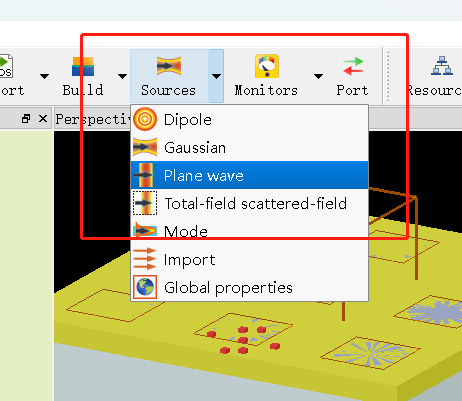 ort Build Sources Monitors Port Resourc
Perspectiv
Dipole
Gaussian
Plane wave
Total-field scattered-field
Mode
Import
Global properties